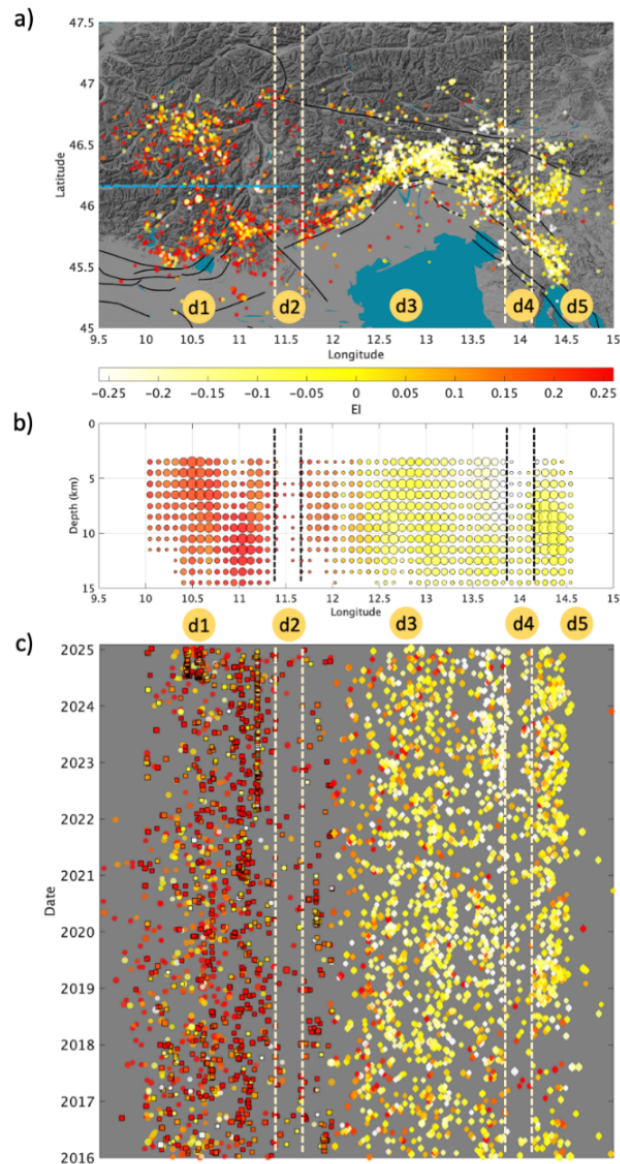 a)
47.5
47
46.5
46
45.5
45
Latitude
d1 d2 d3 d4 d5
9.5 10 10.5 11 11.5 12 12.5 13 13.5 14 14.5 15
Longitude
−0.25 −0.2 −0.15 −0.1 −0.05 0 0.05 0.1 0.15 0.2 0.25
EI
b)
0
5
10
15
Depth (km)
9.5 10 10.5 11 11.5 12 12.5 13 13.5 14 14.5 15
Longitude
d1 d2 d3 d4 d5
c)
2025
2024
2023
2022
2021
2020
2019
2018
2017
2016
Date